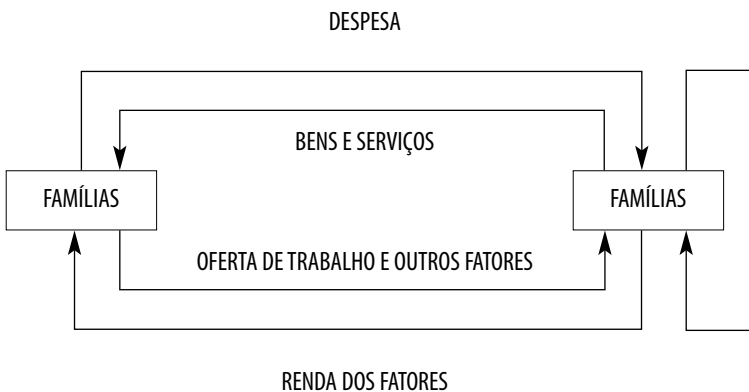 DESPESA
BENS E SERVIÇOS
FAMÍLIAS
FAMÍLIAS
OFERTA DE TRABALHO E OUTROS FATORES
RENDA DOS FATORES